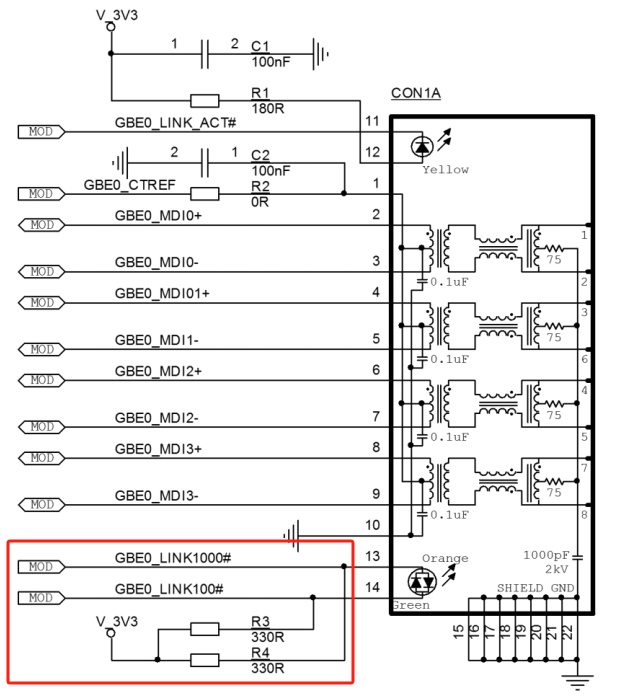 V_3V3
1 2 C1
100nF
R1
180R
CON1A
MOD GBE0_LINK_ACT# 11
12
Yellow
2 1 C2
100nF
MOD GBE0_CTREF R2 1
0R
MOD GBE0_MDI0+ 2
1
75
MOD GBE0_MDI0- 3
0.1uF 2
MOD GBE0_MDI01+ 4
3
75
MOD GBE0_MDI1- 5
0.1uF 6
MOD GBE0_MDI2+ 6
4
75
MOD GBE0_MDI2- 7
0.1uF 5
MOD GBE0_MDI3+ 8
7
75
MOD GBE0_MDI3- 9
0.1uF 8
10
MOD GBE0_LINK1000# 13
Orange 1000pF
2kV
MOD GBE0_LINK100# 14
SHIELD GND
Green
V_3V3 R3
330R
R4
330R
15 16 17 18 19 20 21 22